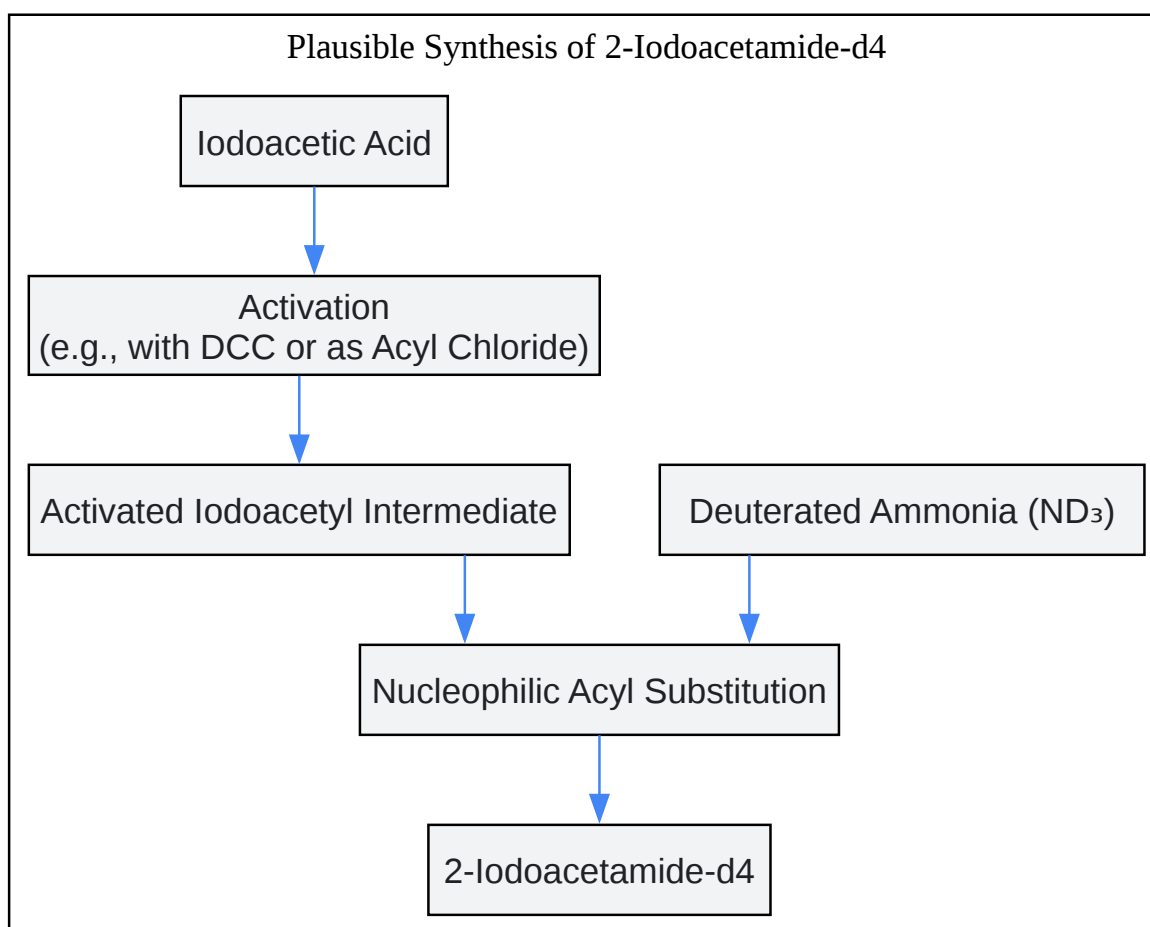 Plausible Synthesis of 2-Iodoacetamide-d4
Iodoacetic Acid
Activation
(e.g., with DCC or as Acyl Chloride)
Activated Iodoacetyl Intermediate
Deuterated Ammonia (ND₃)
Nucleophilic Acyl Substitution
2-Iodoacetamide-d4